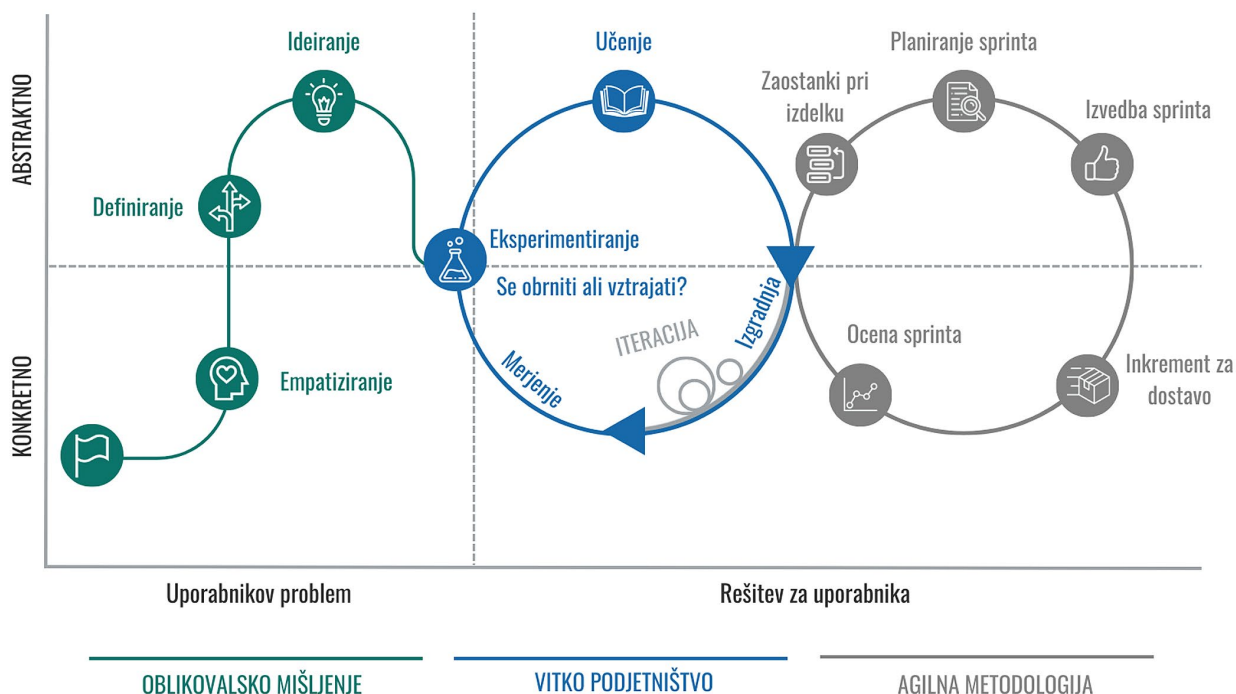 ABSTRAKTNO
KONKRETNO
Ideiranje
Definiranje
Empatiziranje
Učenje
Eksperimentiranje
Se obrniti ali vztrajati?
ITERACIJA
Izgradnja
Merjenje
Planiranje sprinta
Zaostanki pri
izdelku
Izvedba sprinta
Ocena sprinta
Inkrement za
dostavo
Uporabnikov problem
Rešitev za uporabnika
OBLIKOVALSKO MIŠLJENJE
VITKO PODJETNIŠTVO
AGILNA METODOLOGIJA